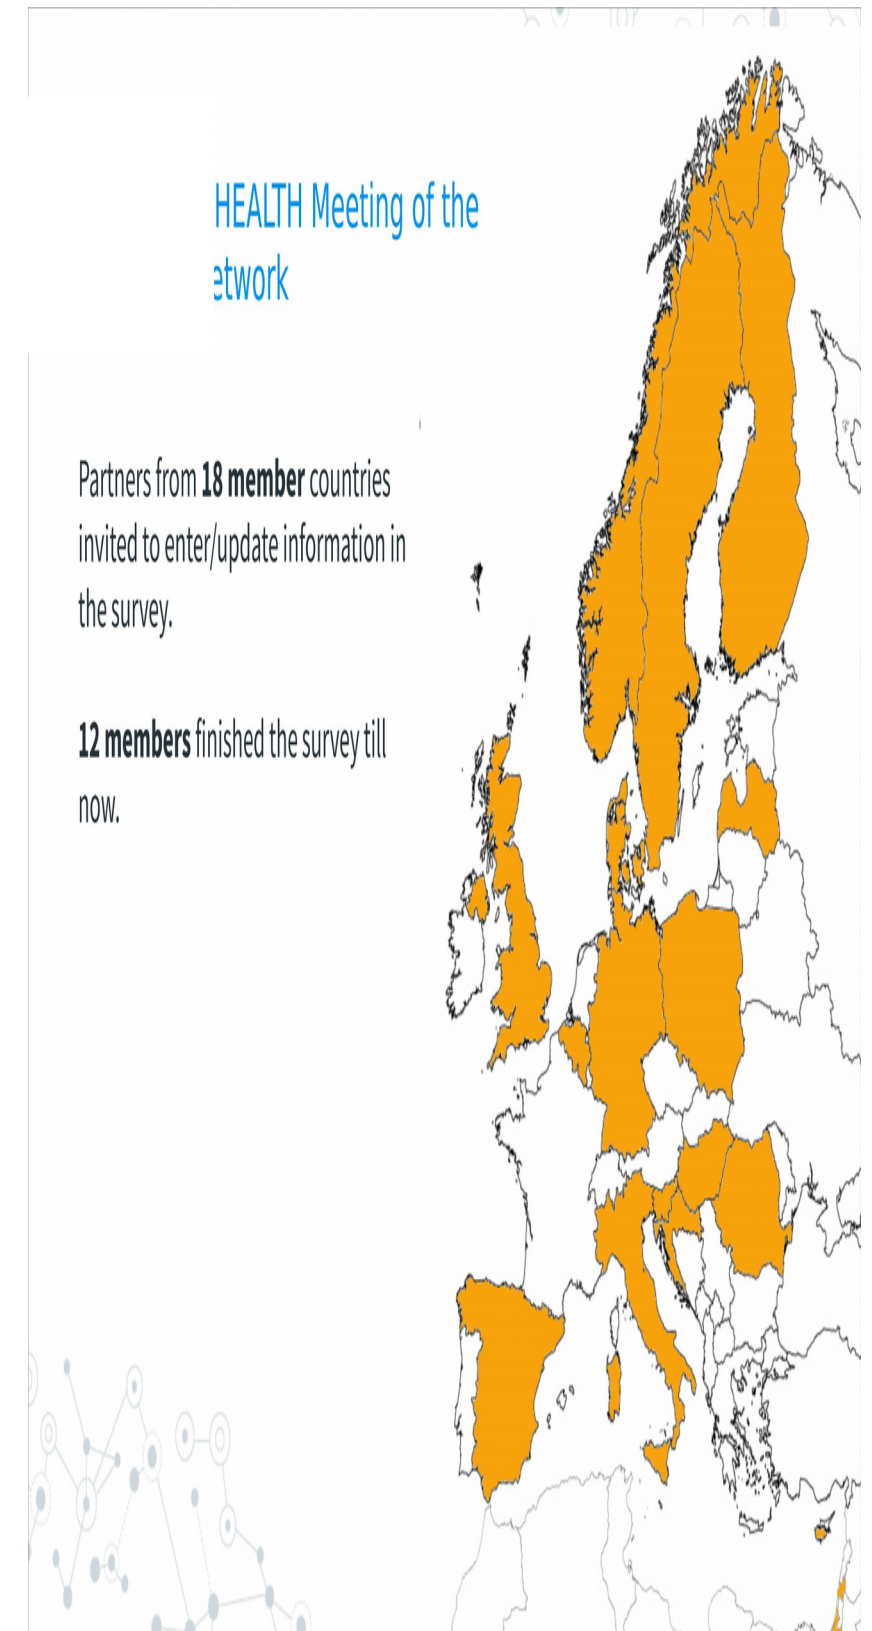 HEALTH Meeting of the
etwork
Partners from 18 member countries
invited to enter/update information in
the survey.
12 members finished the survey till
now.